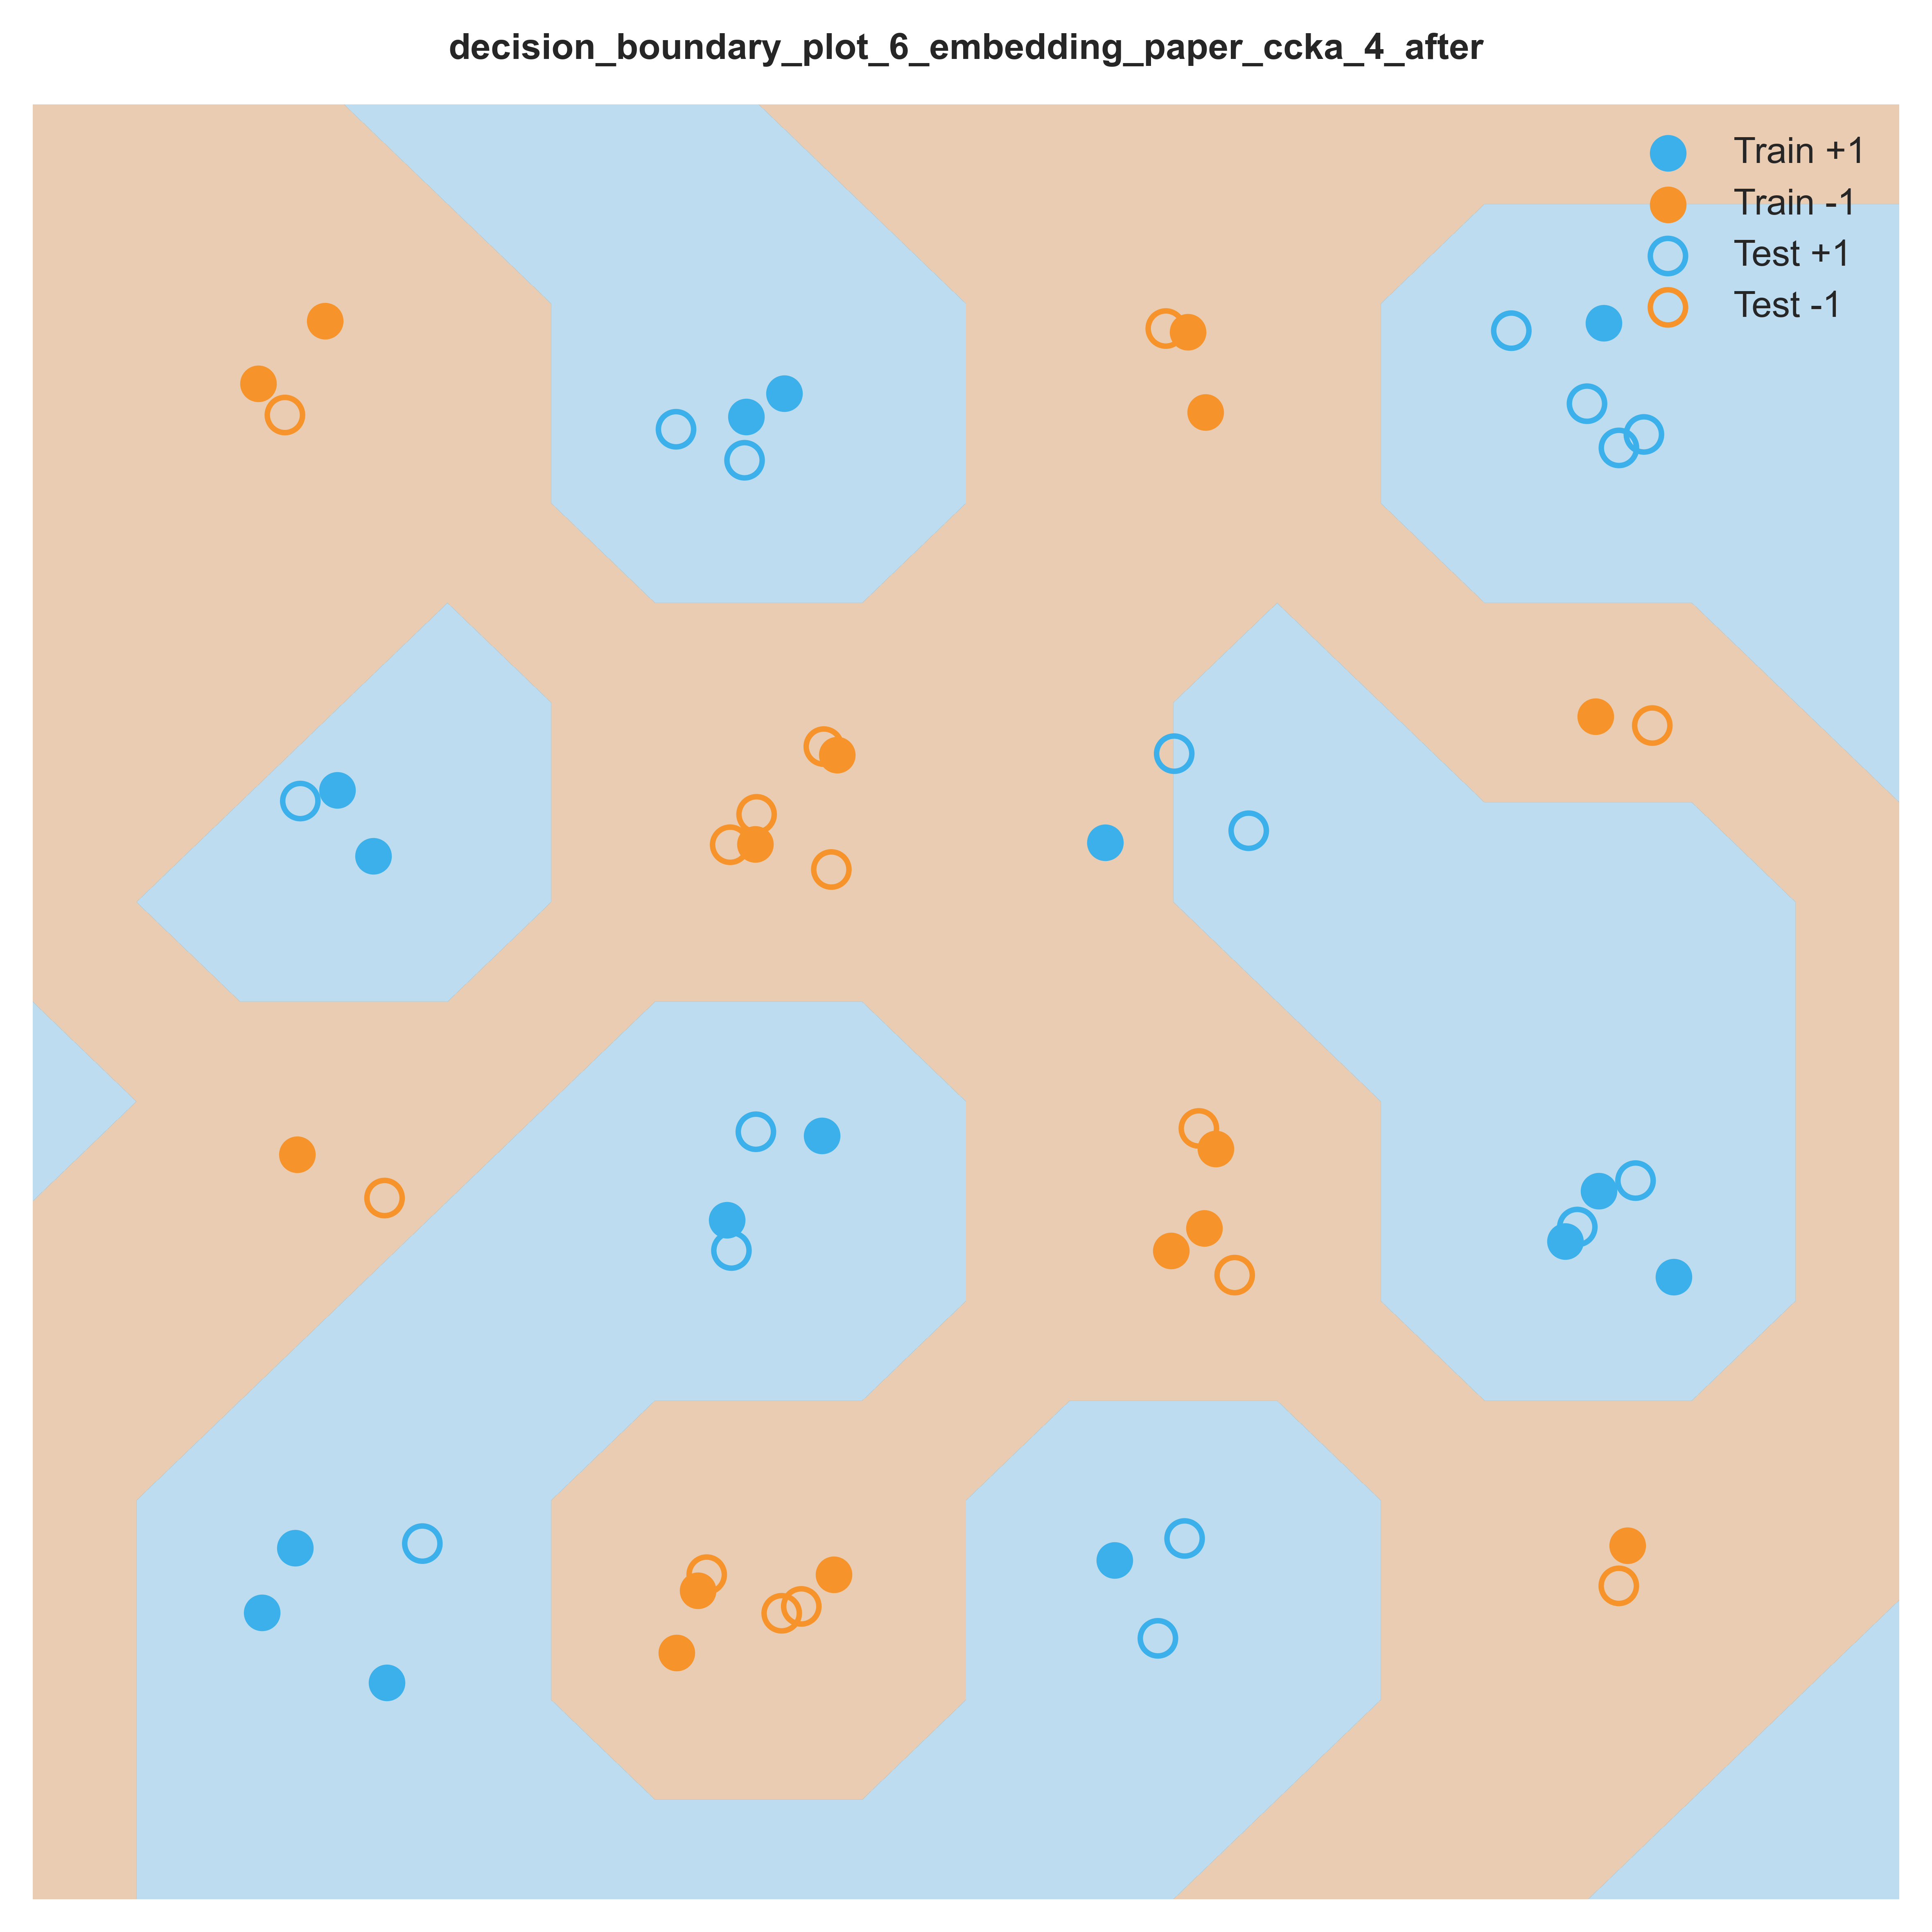 decision_boundary_plot_6_embedding_paper_ccka_4_after
Train +1
Train -1
Test +1
Test -1